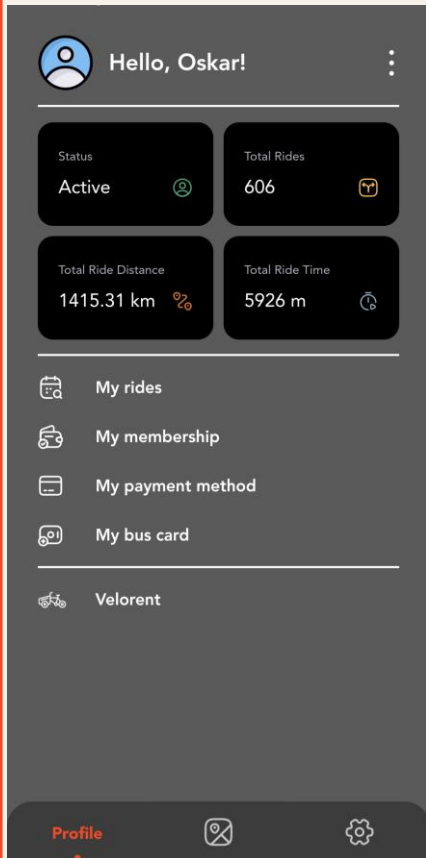 Hello, Oskar!
Status
Active
Total Rides
606
Total Ride Distance
1415.31 km
Total Ride Time
5926 m
My rides
My membership
My payment method
My bus card
Velorent
Profile